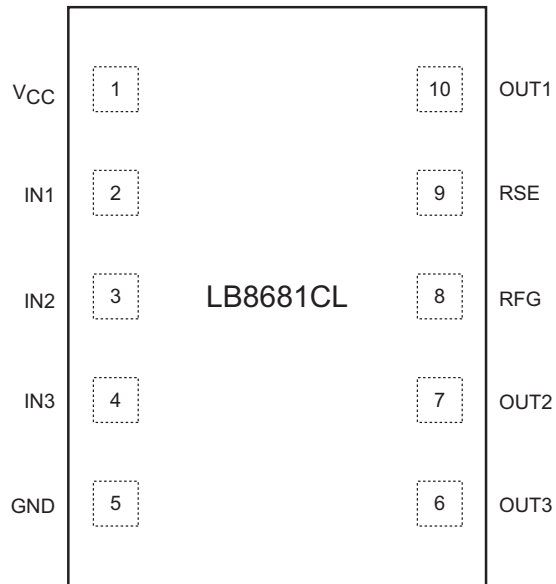 VCC 1 10 OUT1
IN1 2 9 RSE
IN2 3 LB8681CL 8 RFG
IN3 4 7 OUT2
GND 5 6 OUT3